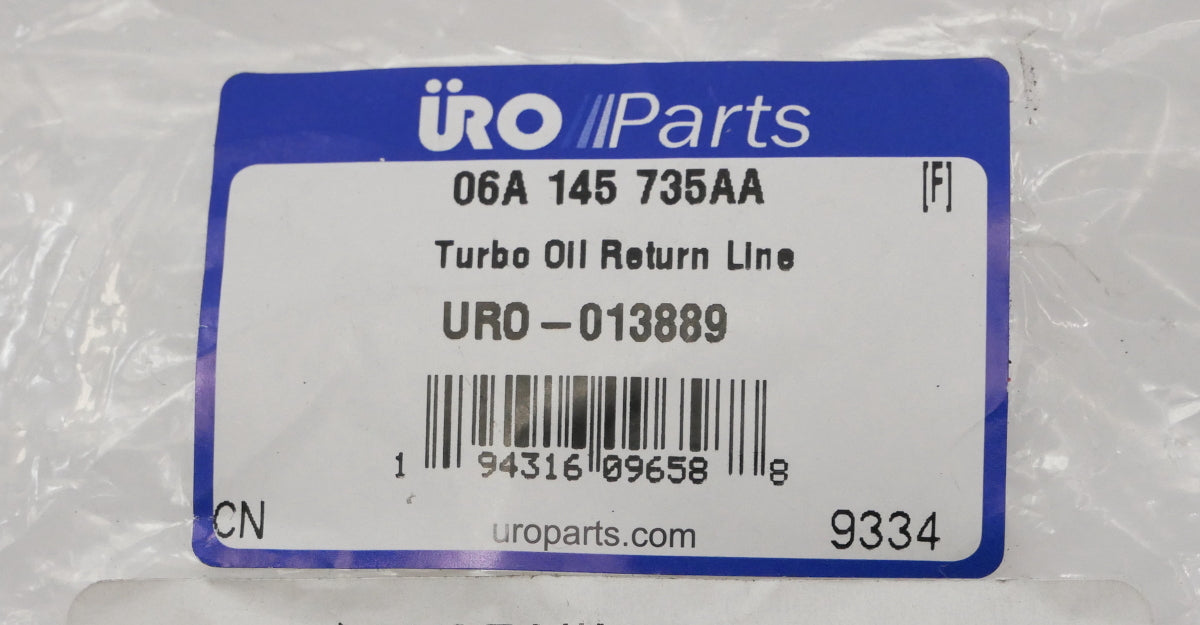 ÜRO Parts
06A 145 735AA [F]
Turbo Oil Return Line
URO-013889
1 94316 09658 8
CN uroparts.com 9334